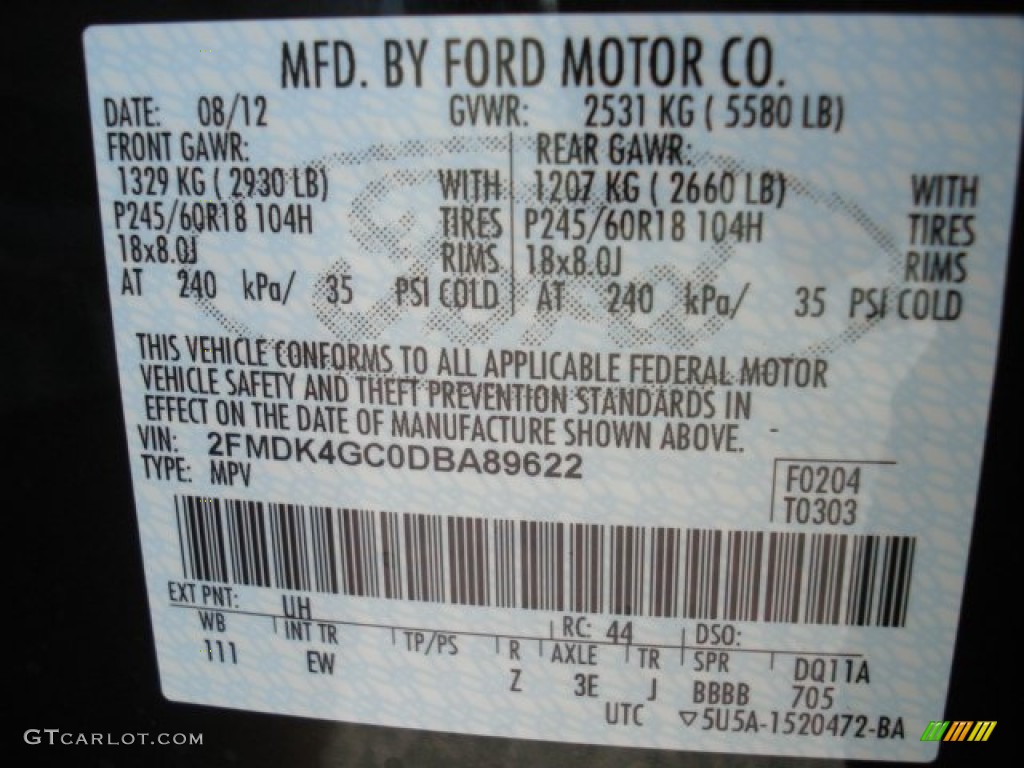 MFD. BY FORD MOTOR CO.
DATE: 08/12 GVWR: 2531 KG ( 5580 LB)
FRONT GAWR: REAR GAWR:
1329 KG ( 2930 LB) WITH 1207 KG ( 2660 LB) WITH
P245/60R18 104H TIRES P245/60R18 104H TIRES
18x8.0J RIMS 18x8.0J RIMS
AT 240 kPa/ 35 PSI COLD AT 240 kPa/ 35 PSI COLD
Ford
THIS VEHICLE CONFORMS TO ALL APPLICABLE FEDERAL MOTOR
VEHICLE SAFETY AND THEFT PREVENTION STANDARDS IN
EFFECT ON THE DATE OF MANUFACTURE SHOWN ABOVE.
VIN: 2FMDK4GC0DBA89622
TYPE: MPV
F0204
T0303
EXT PNT: UH RC: 44 DSO:
WB INT TR TP/PS R AXLE TR SPR DQ11A
111 EW Z 3E J BBBB 705
UTC ▽5U5A-1520472-BA
GTCARLOT.COM